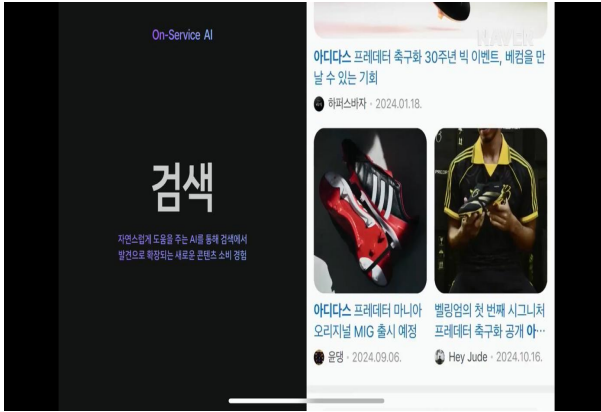 On-Service AI
검색
자연스럽게 도움을 주는 AI를 통해 검색에서
발견으로 확장되는 새로운 콘텐츠 소비 경험
NAVER
아디다스 프레데터 축구화 30주년 빅 이벤트, 베컴을 만
날 수 있는 기회
하퍼스바자 · 2024.01.18.
아디다스 프레데터 마니아
오리지널 MIG 출시 예정
윤댕 · 2024.09.06.
벨링엄의 첫 번째 시그니처
프레데터 축구화 공개 아···
Hey Jude · 2024.10.16.